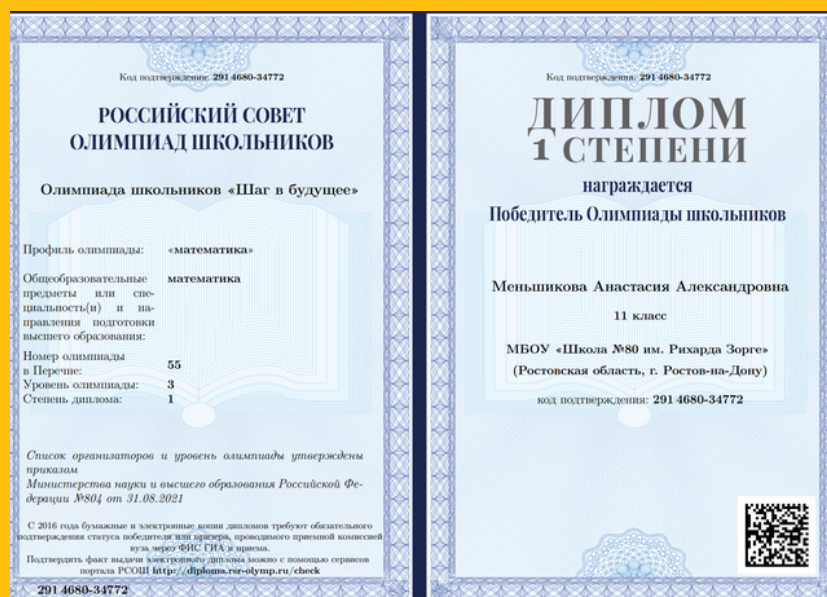 Код подтверждения: 291 4680-34772
РОССИЙСКИЙ СОВЕТ
ОЛИМПИАД ШКОЛЬНИКОВ
Олимпиада школьников «Шаг в будущее»
Профиль олимпиады: «математика»
Общеобразовательные математика
предметы или спе-
циальность(и) и на-
правления подготовки
высшего образования:
Номер олимпиады
в Перечне: 55
Уровень олимпиады: 3
Степень диплома: 1
Список организаторов и уровень олимпиады утверждены
приказом
Министерства науки и высшего образования Российской Фе-
дерации №804 от 31.08.2021
С 2016 года бумажные и электронные копии дипломов требуют обязательного
подтверждения статуса победителя или призера, проводимого приемной комиссией
вуза через ФИС ГИА и приема.
Подтвердить факт выдачи электронного диплома можно с помощью сервисов
портала РСОШ http://diploma.rsr-olymp.ru/check
291 4680-34772
Код подтверждения: 291 4680-34772
ДИПЛОМ
1 СТЕПЕНИ
награждается
Победитель Олимпиады школьников
Меньшикова Анастасия Александровна
11 класс
МБОУ «Школа №80 им. Рихарда Зорге»
(Ростовская область, г. Ростов-на-Дону)
код подтверждения: 291 4680-34772